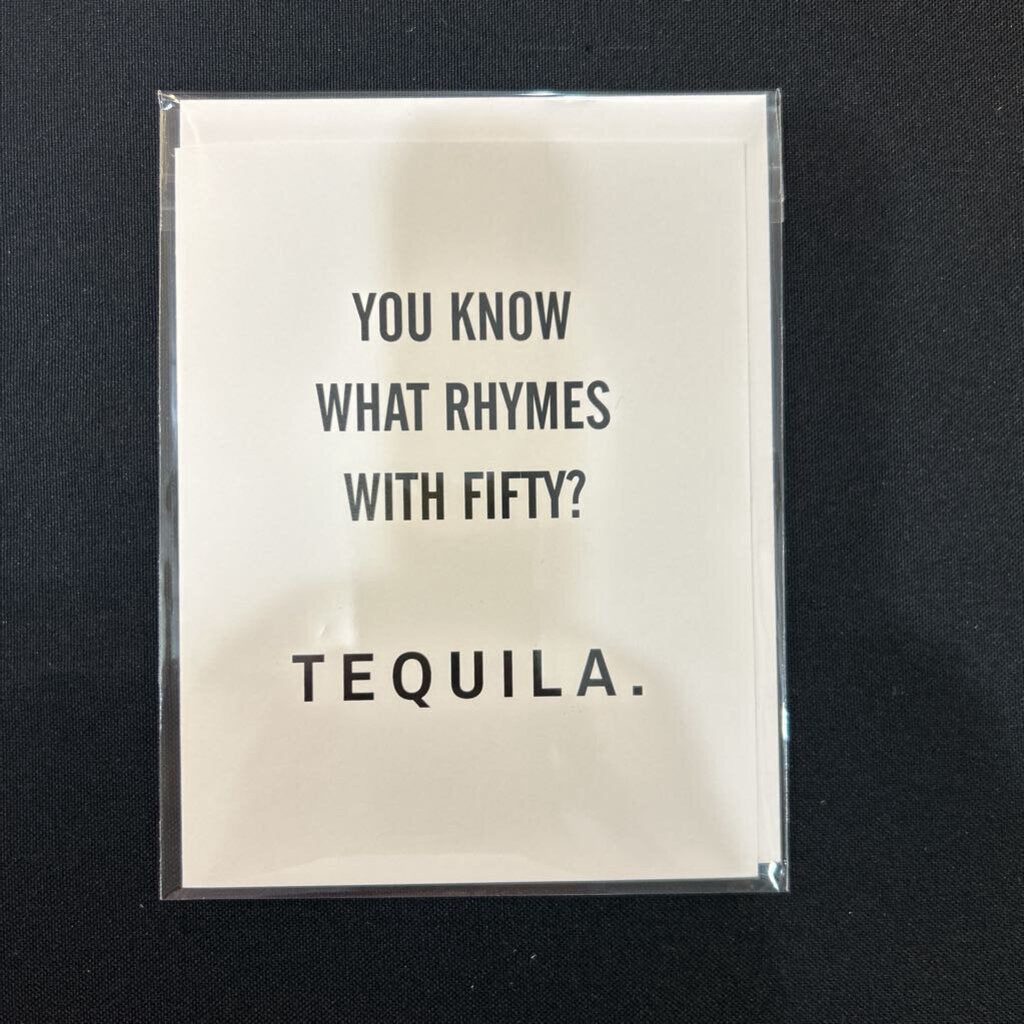 YOU KNOW
WHAT RHYMES
WITH FIFTY?
TEQUILA.